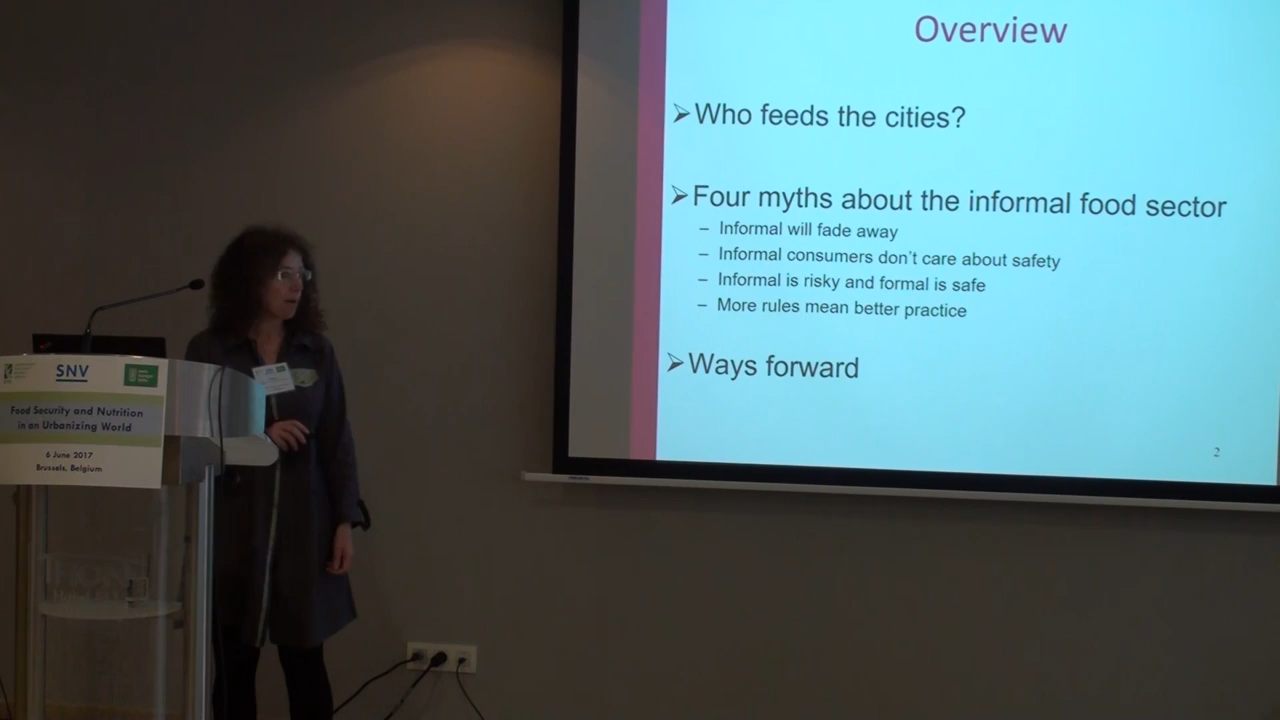 Overview
➢Who feeds the cities?
➢Four myths about the informal food sector
– Informal will fade away
– Informal consumers don't care about safety
– Informal is risky and formal is safe
– More rules mean better practice
➢Ways forward
2
SNV
Food Security and Nutrition
in an Urbanizing World
6 June 2017
Brussels, Belgium